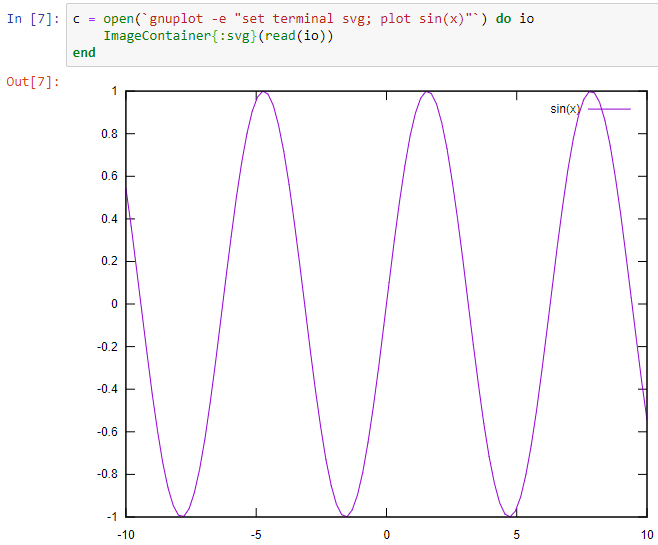 In [7]: c = open(`gnuplot -e "set terminal svg; plot sin(x)"`) do io
ImageContainer{:svg}(read(io))
end
Out[7]:
1
sin(x)
0.8
0.6
0.4
0.2
0
-0.2
-0.4
-0.6
-0.8
-1
-10 -5 0 5 10